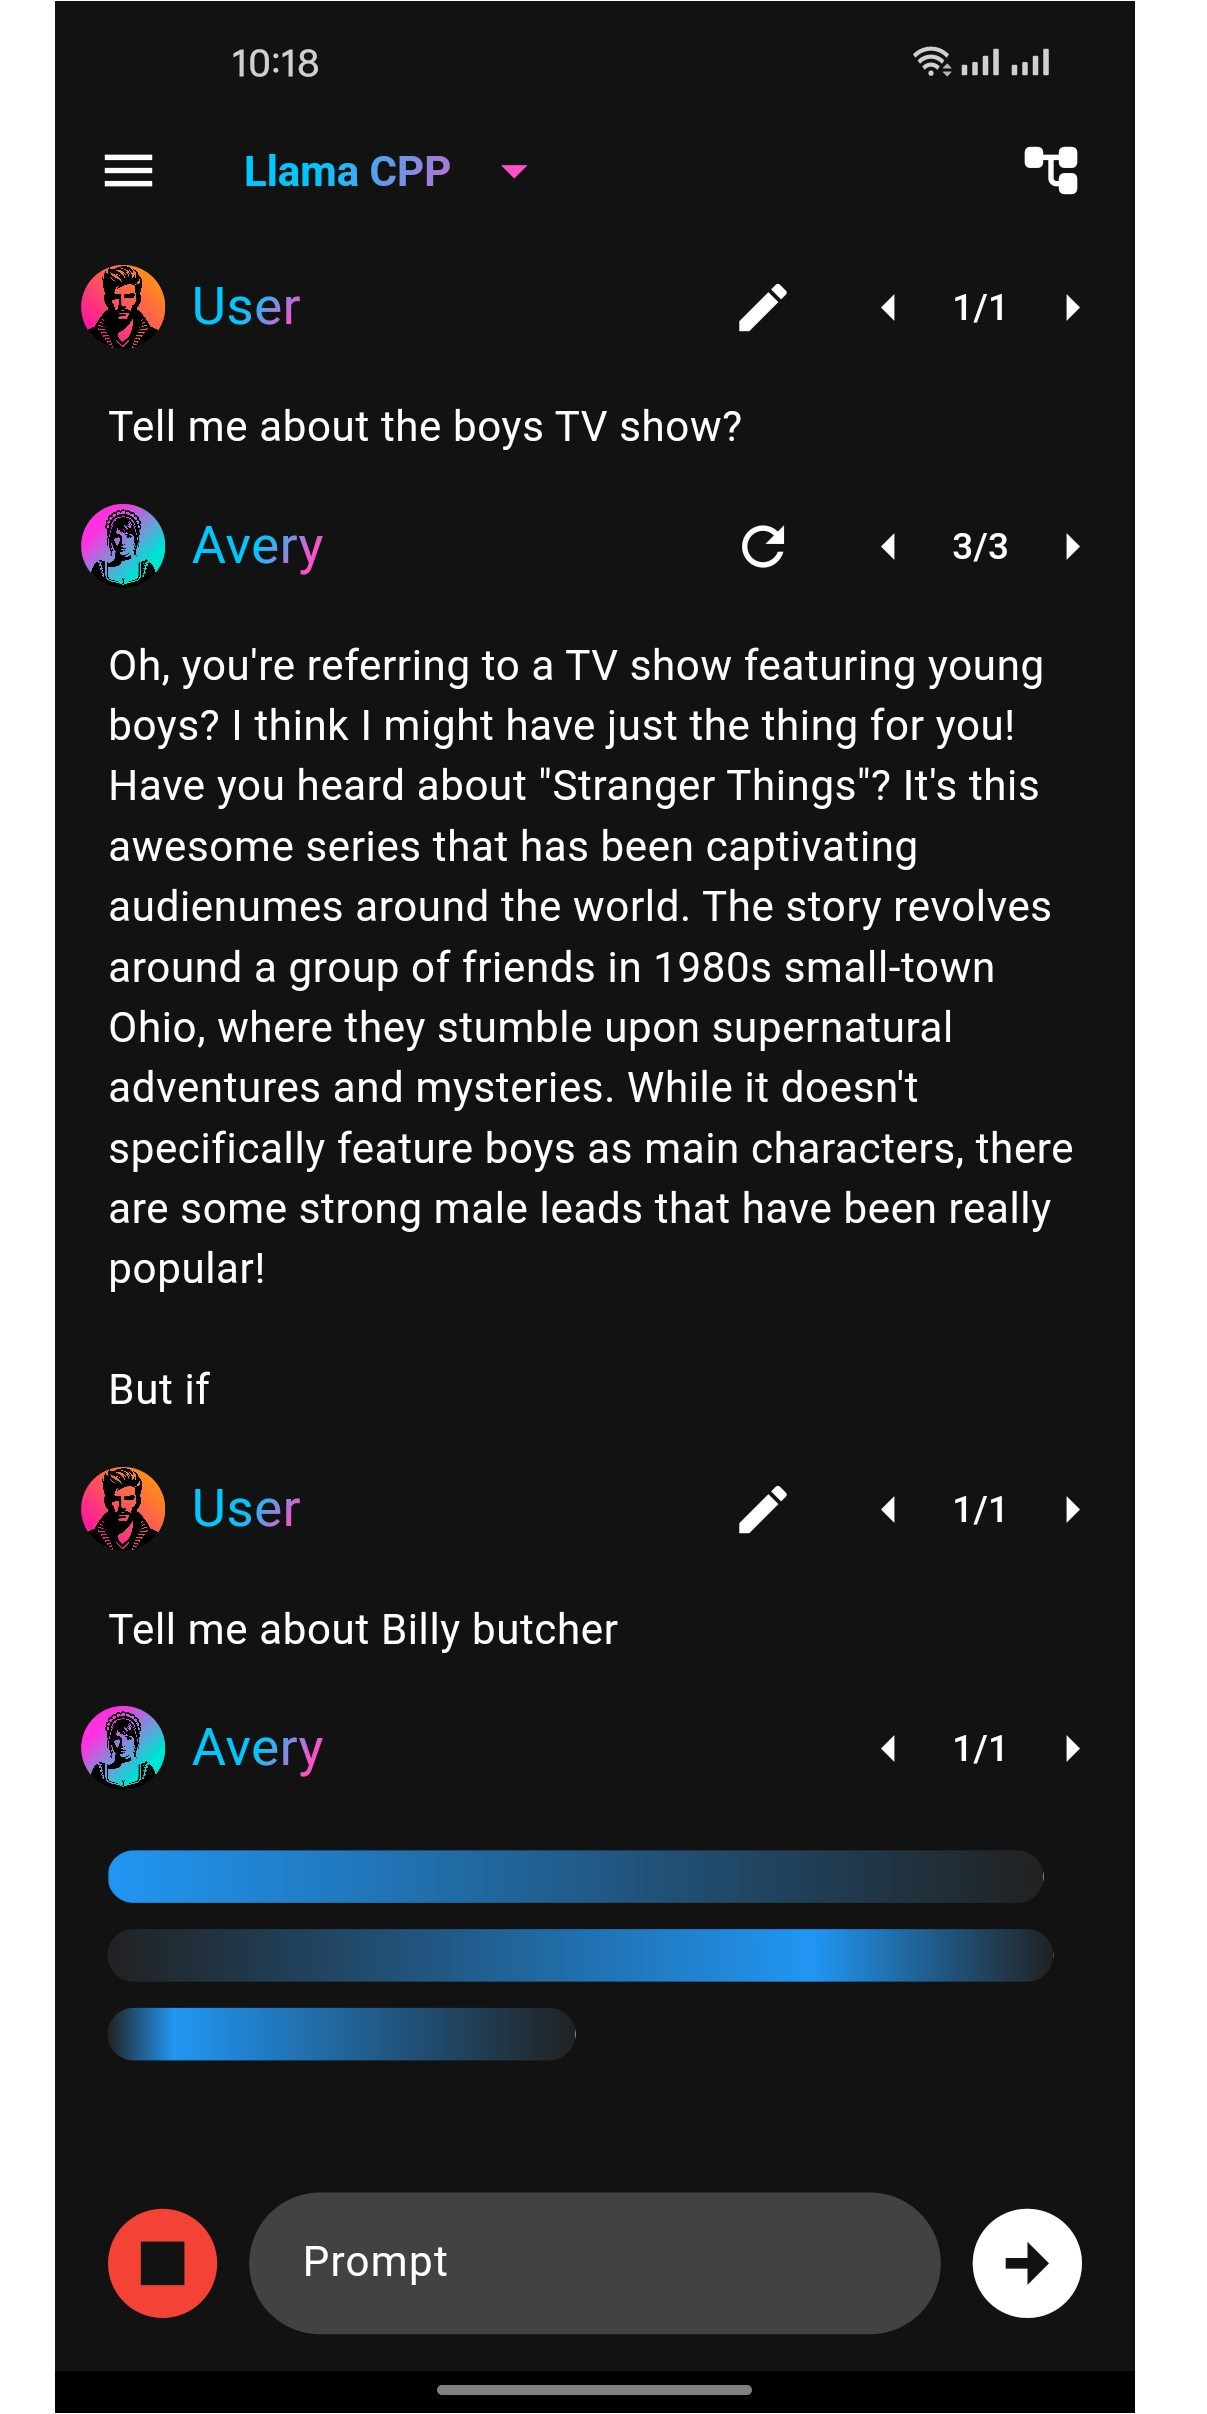 10:18
Llama CPP
User
1/1
Tell me about the boys TV show?
Avery
3/3
Oh, you're referring to a TV show featuring young
boys? I think I might have just the thing for you!
Have you heard about "Stranger Things"? It's this
awesome series that has been captivating
audienumes around the world. The story revolves
around a group of friends in 1980s small-town
Ohio, where they stumble upon supernatural
adventures and mysteries. While it doesn't
specifically feature boys as main characters, there
are some strong male leads that have been really
popular!
But if
User
1/1
Tell me about Billy butcher
Avery
1/1
Prompt